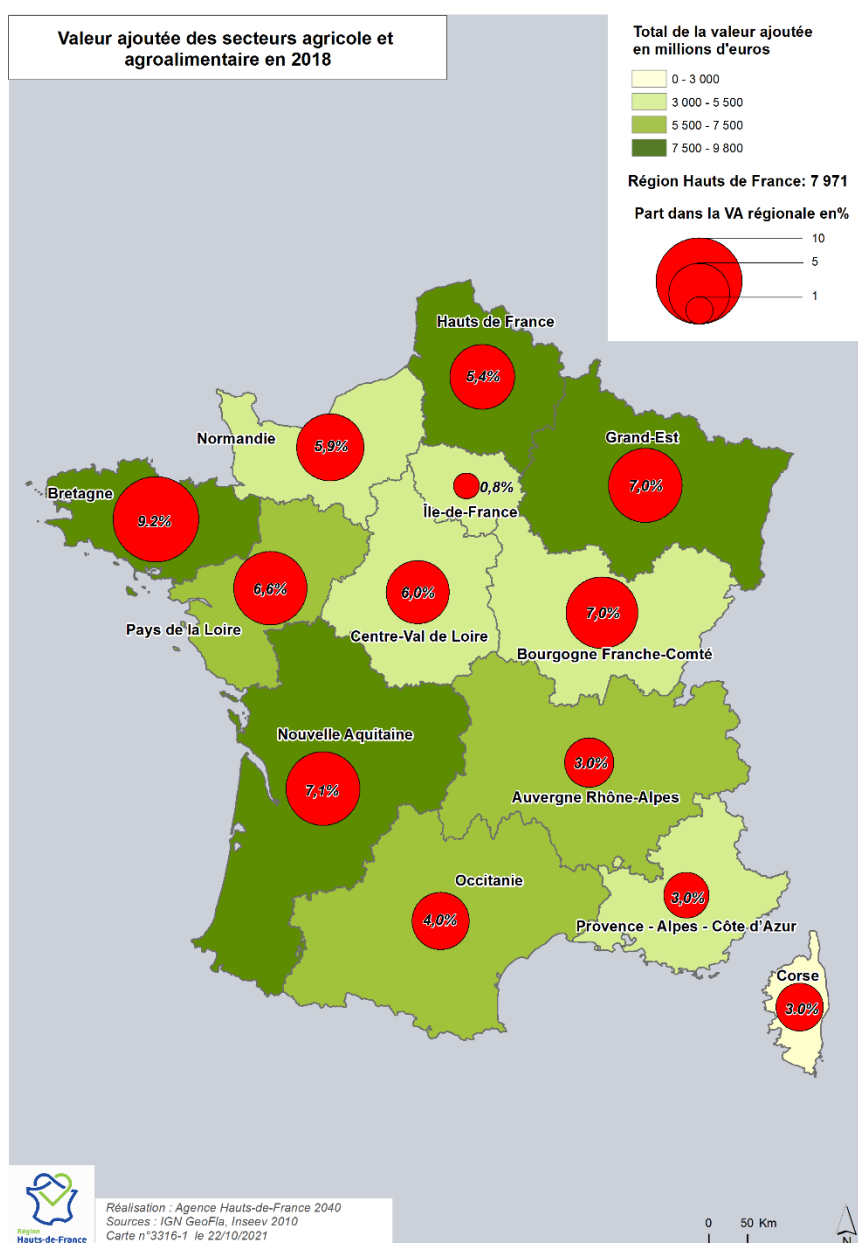 Valeur ajoutée des secteurs agricole et
agroalimentaire en 2018
Total de la valeur ajoutée
en millions d'euros
0 - 3 000
3 000 - 5 500
5 500 - 7 500
7 500 - 9 800
Région Hauts de France: 7 971
Part dans la VA régionale en%
10
5
1
Hauts de France
5,4%
Normandie
5,9%
Grand-Est
7,0%
Bretagne
9.2%
0,8%
Île-de-France
6,6%
Pays de la Loire
6,0%
Centre-Val de Loire
7,0%
Bourgogne Franche-Comté
Nouvelle Aquitaine
7,1%
3.0%
Auvergne Rhône-Alpes
Occitanie
4,0%
3,0%
Provence - Alpes - Côte d'Azur
Corse
3.0%
Région
Hauts-de-France
Réalisation : Agence Hauts-de-France 2040
Sources : IGN GeoFla, Inseev 2010
Carte n°3316-1 le 22/10/2021
0 50 Km
N